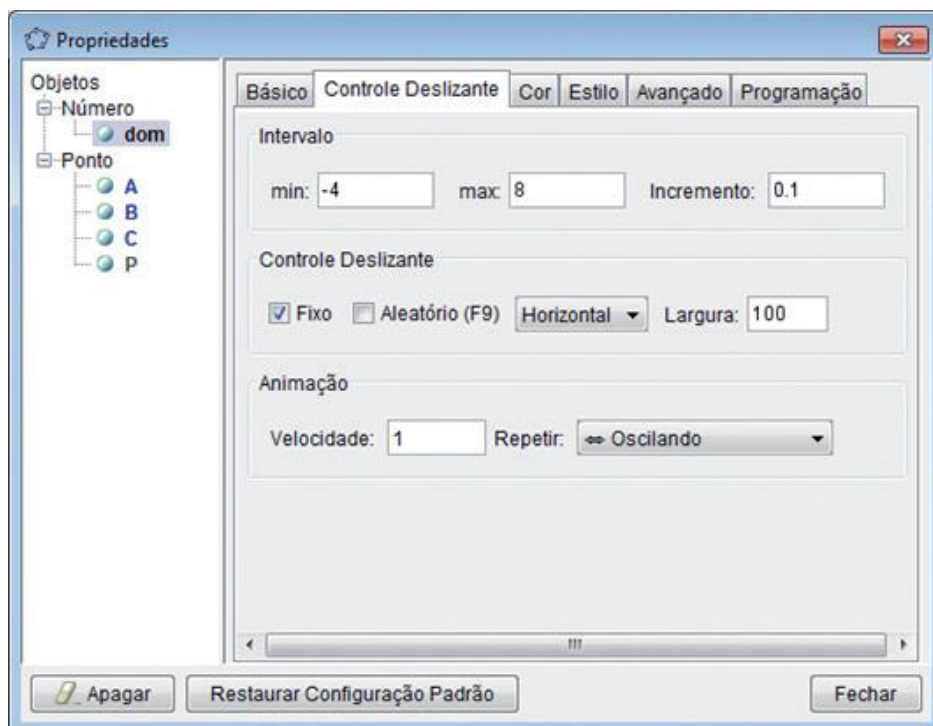 Propriedades
Objetos
Número
dom
Ponto
A
B
C
P
Básico Controle Deslizante Cor Estilo Avançado Programação
Intervalo
min: -4 max: 8 Incremento: 0.1
Controle Deslizante
Fixo Aleatório (F9) Horizontal Largura: 100
Animação
Velocidade: 1 Repetir: ⇔ Oscilando
Apagar Restaurar Configuração Padrão Fechar